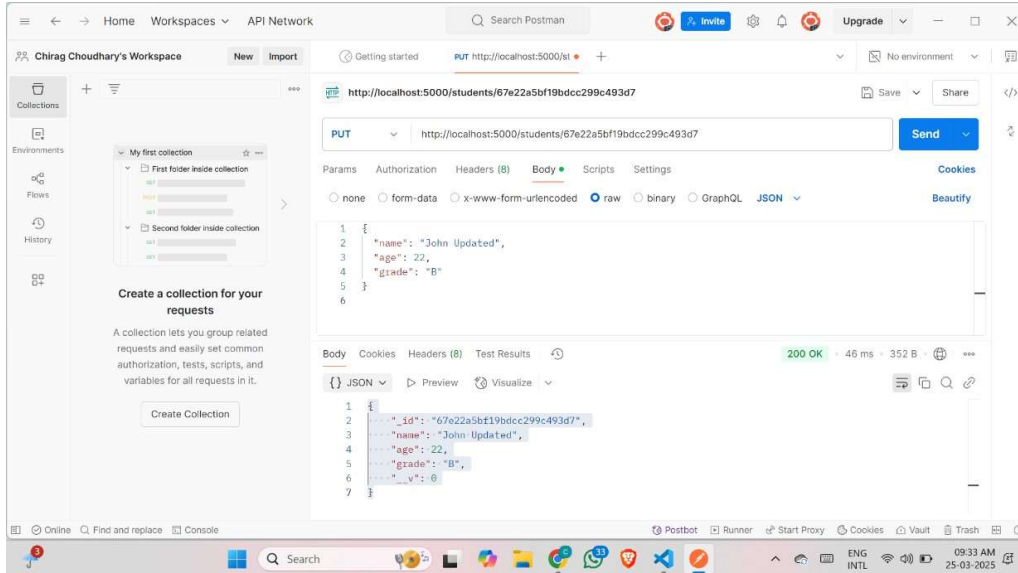 Home Workspaces API Network Search Postman Invite Upgrade
Chirag Choudhary's Workspace New Import Getting started PUT http://localhost:5000/st No environment
HTTP http://localhost:5000/students/67e22a5bf19bdcc299c493d7 Save Share
Collections
Environments
Flows
History
My first collection
First folder inside collection
GET
POST
GET
Second folder inside collection
GET
GET
Create a collection for your
requests
A collection lets you group related
requests and easily set common
authorization, tests, scripts, and
variables for all requests in it.
Create Collection
PUT http://localhost:5000/students/67e22a5bf19bdcc299c493d7 Send
Params Authorization Headers (8) Body Scripts Settings Cookies
none form-data x-www-form-urlencoded raw binary GraphQL JSON Beautify
1 {
2 "name": "John Updated",
3 "age": 22,
4 "grade": "B"
5 }
6
Body Cookies Headers (8) Test Results 200 OK 46 ms 352 B
{} JSON Preview Visualize
1 {
2 "_id": "67e22a5bf19bdcc299c493d7",
3 "name": "John Updated",
4 "age": 22,
5 "grade": "B",
6 "__v": 0
7 }
Online Find and replace Console Postbot Runner Start Proxy Cookies Vault Trash
3 Search 33 ENG 09:33 AM
INTL 25-03-2025